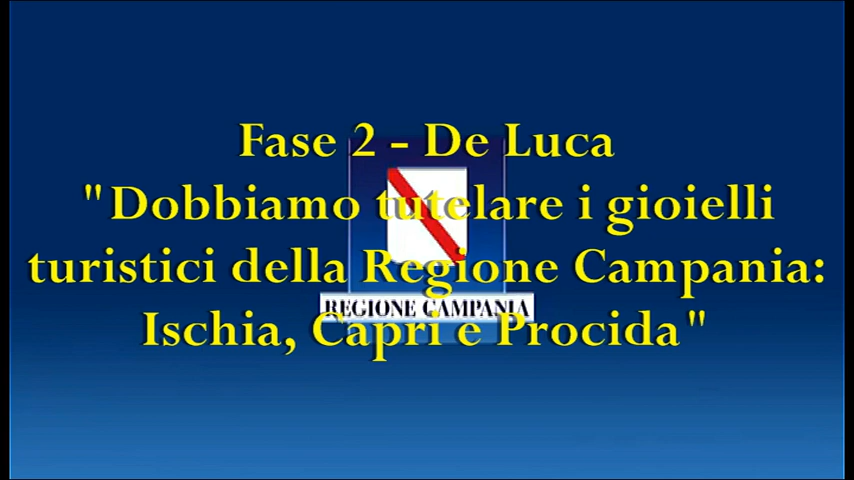 Fase 2 - De Luca
"Dobbiamo tutelare i gioielli
turistici della Regione Campania:
REGIONE CAMPANIA
Ischia, Capri e Procida"